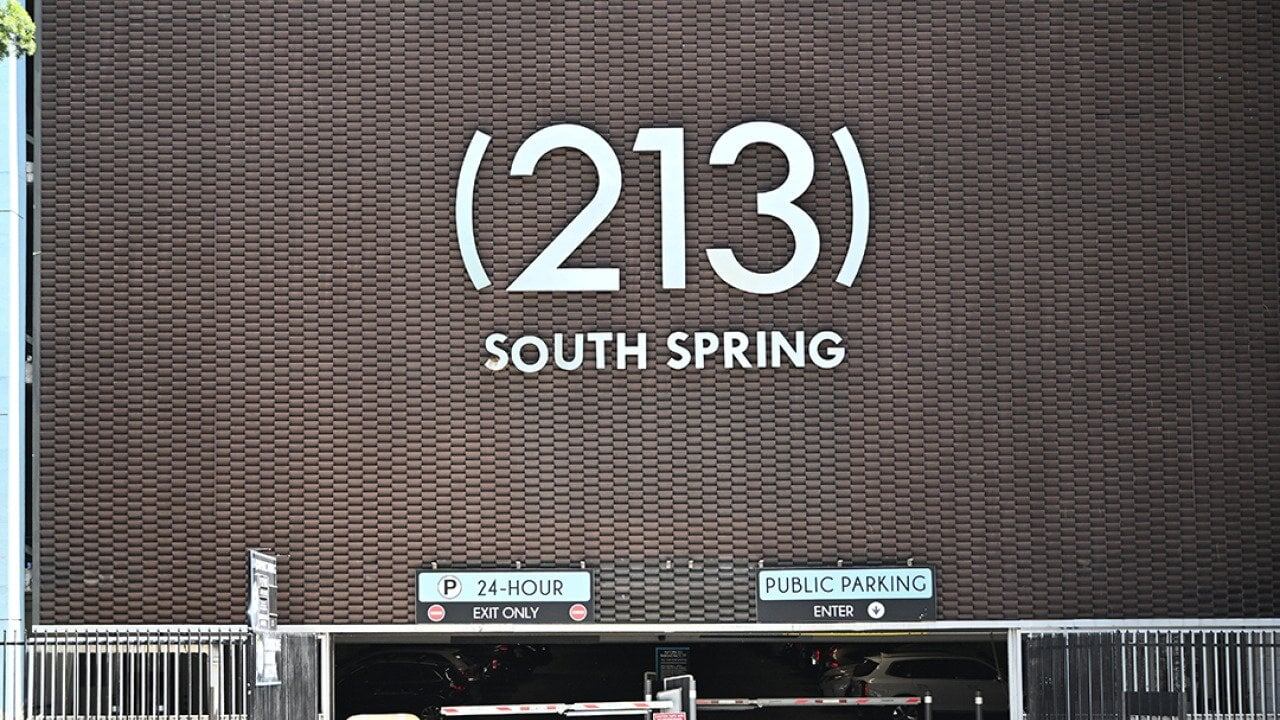 (213)
SOUTH SPRING
P 24-HOUR
EXIT ONLY
PUBLIC PARKING
ENTER